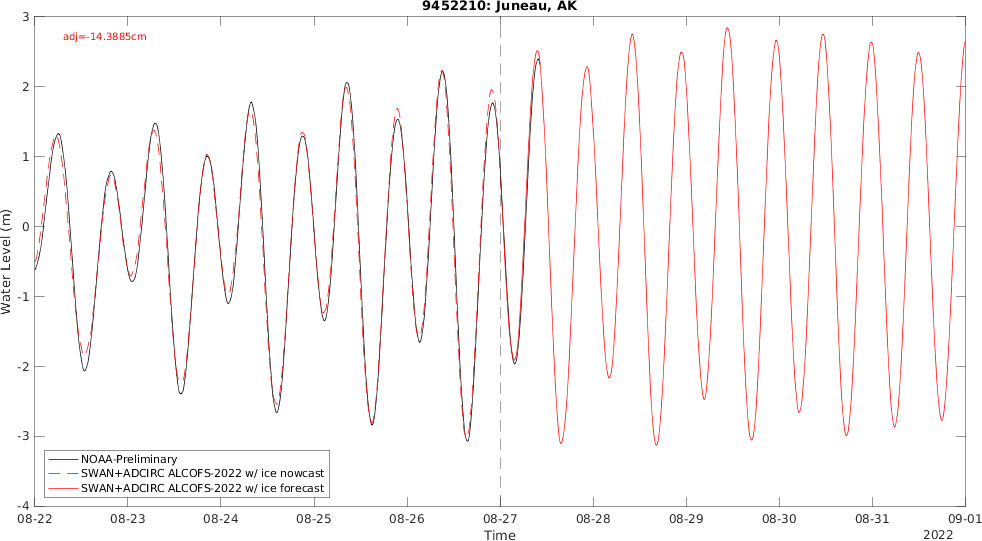 9452210: Juneau, AK
adj=-14.3885cm
3
2
1
0
-1
-2
-3
-4
Water Level (m)
NOAA-Preliminary
SWAN+ADCIRC ALCOFS-2022 w/ ice nowcast
SWAN+ADCIRC ALCOFS-2022 w/ ice forecast
08-22 08-23 08-24 08-25 08-26 08-27 08-28 08-29 08-30 08-31 09-01
Time
2022